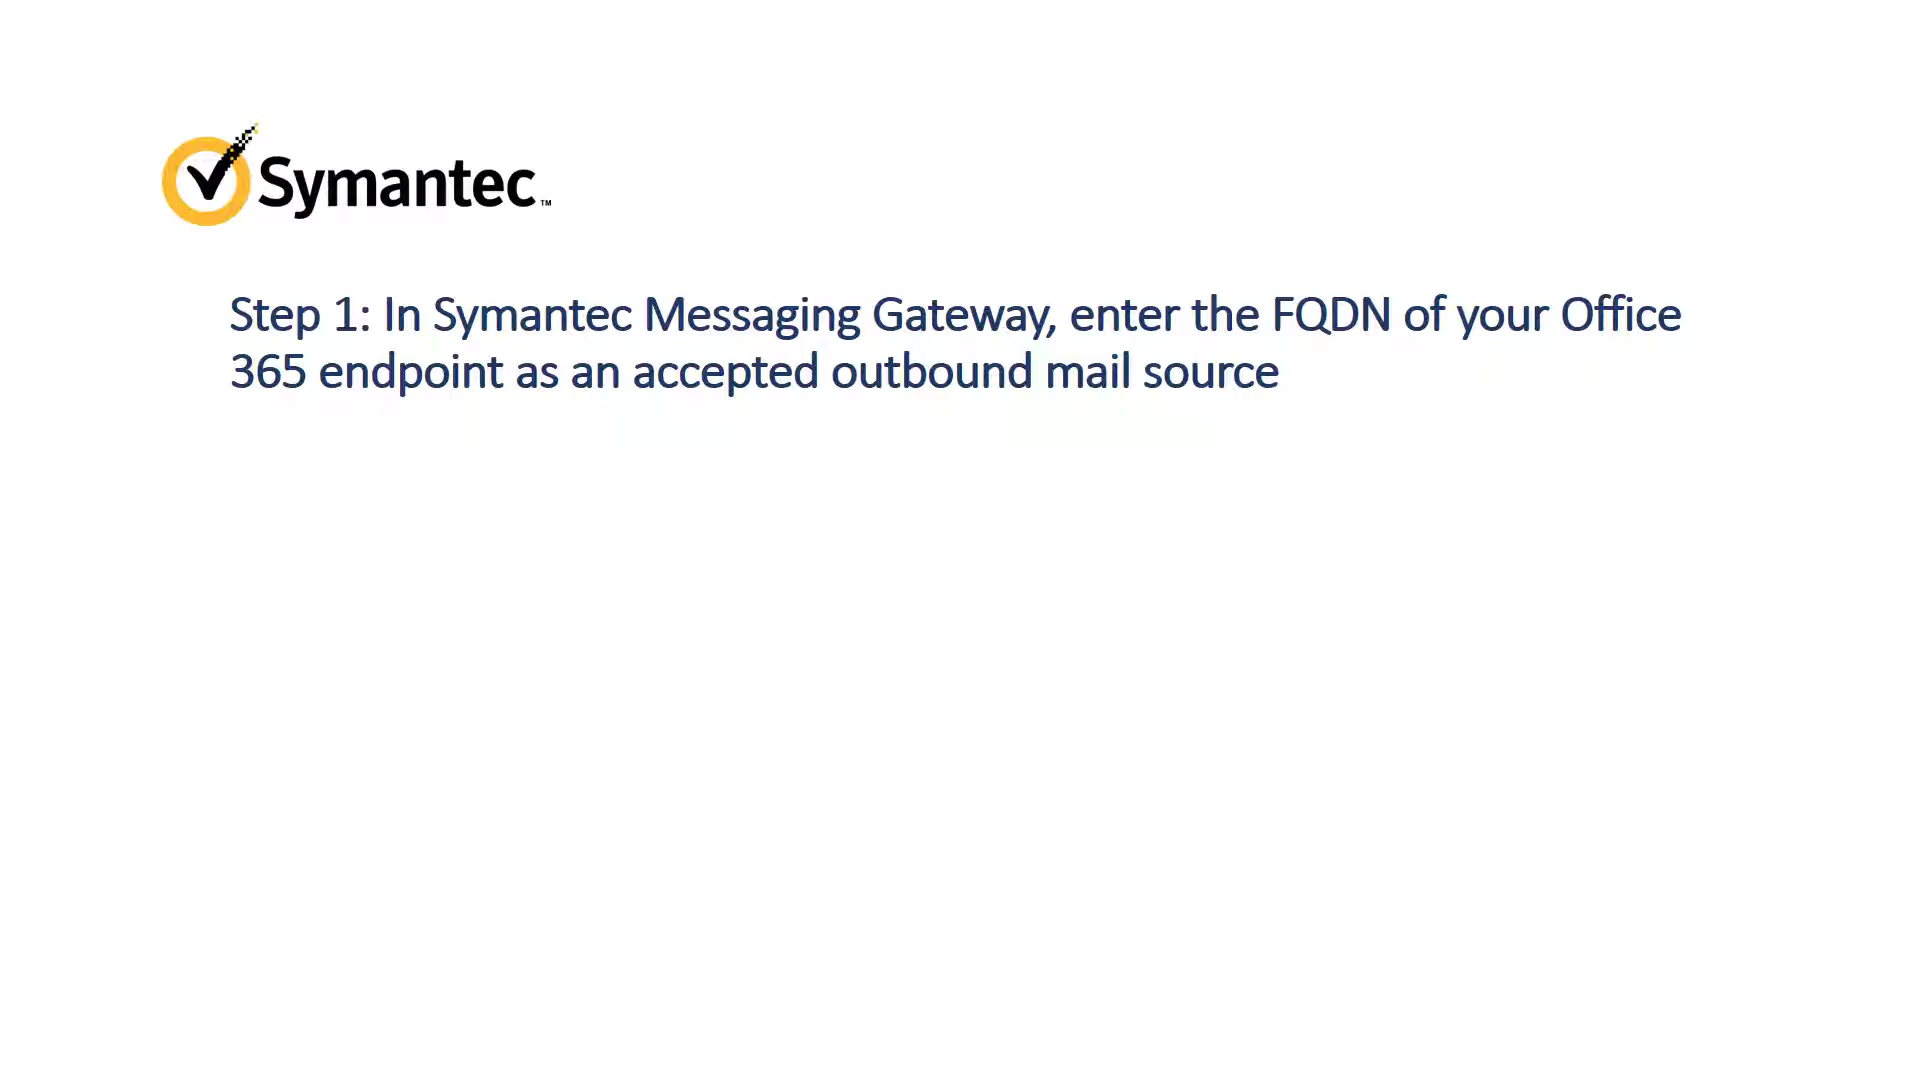 Symantec™
Step 1: In Symantec Messaging Gateway, enter the FQDN of your Office
365 endpoint as an accepted outbound mail source